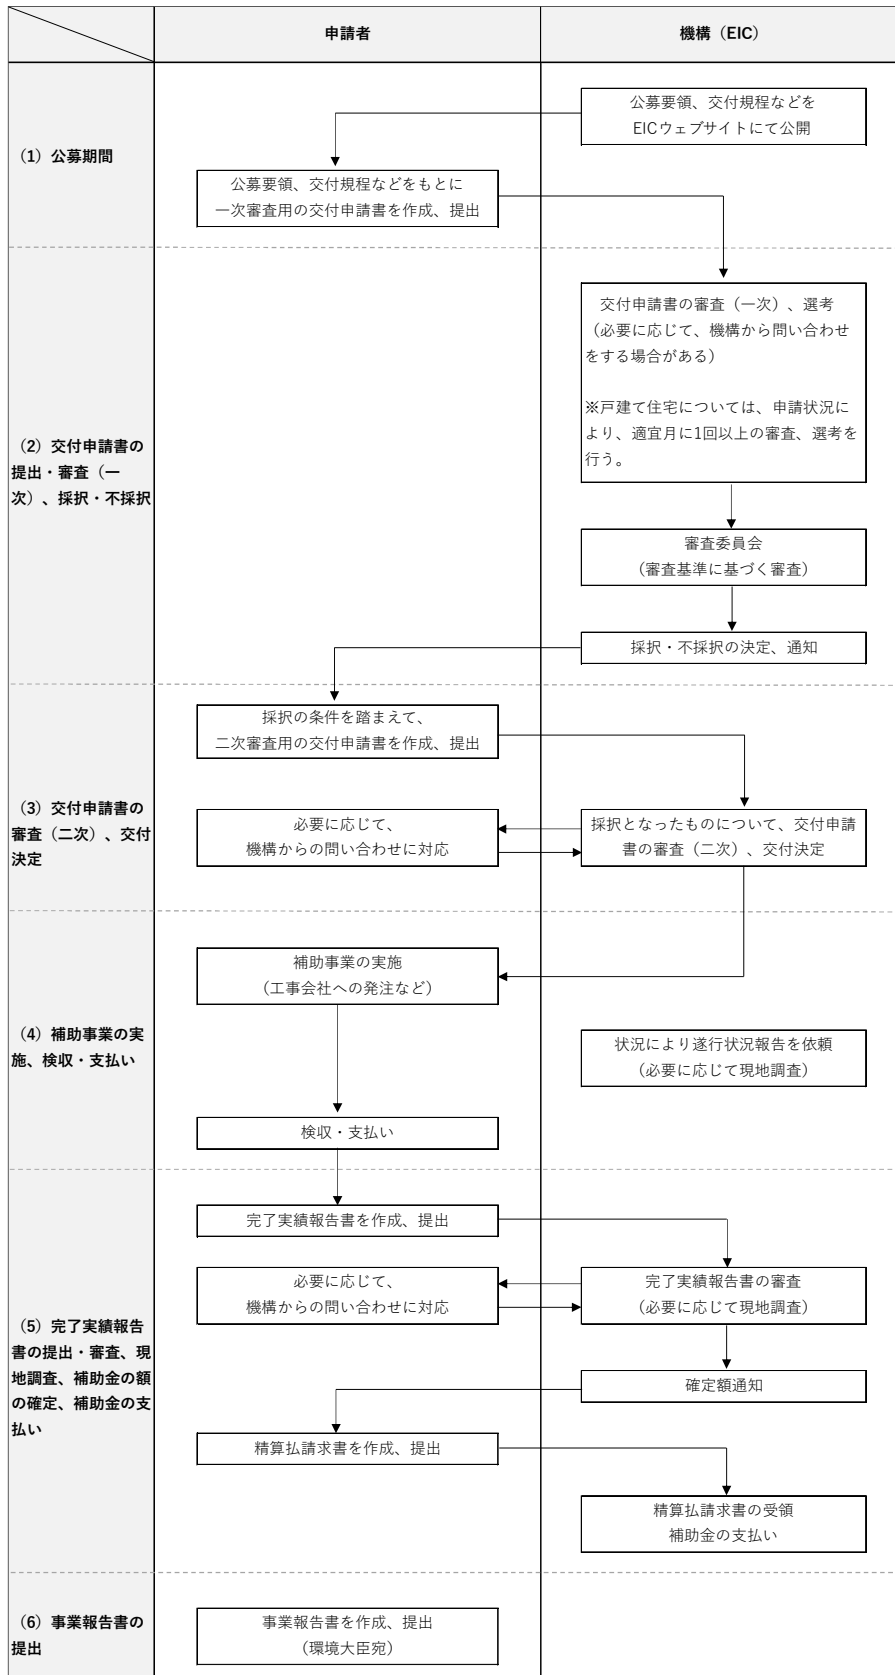 申請者
機構（EIC）
（1）公募期間
公募要領、交付規程などを
EICウェブサイトにて公開
公募要領、交付規程などをもとに
一次審査用の交付申請書を作成、提出
（2）交付申請書の
提出・審査（一
次）、採択・不採択
交付申請書の審査（一次）、選考
（必要に応じて、機構から問い合わせ
をする場合がある）
※戸建て住宅については、申請状況に
より、適宜月に1回以上の審査、選考を
行う。
審査委員会
（審査基準に基づく審査）
採択・不採択の決定、通知
（3）交付申請書の
審査（二次）、交付
決定
採択の条件を踏まえて、
二次審査用の交付申請書を作成、提出
必要に応じて、
機構からの問い合わせに対応
採択となったものについて、交付申請
書の審査（二次）、交付決定
（4）補助事業の実
施、検収・支払い
補助事業の実施
（工事会社への発注など）
状況により遂行状況報告を依頼
（必要に応じて現地調査）
検収・支払い
（5）完了実績報告
書の提出・審査、現
地調査、補助金の額
の確定、補助金の支
払い
完了実績報告書を作成、提出
必要に応じて、
機構からの問い合わせに対応
完了実績報告書の審査
（必要に応じて現地調査）
確定額通知
精算払請求書を作成、提出
精算払請求書の受領
補助金の支払い
（6）事業報告書の
提出
事業報告書を作成、提出
（環境大臣宛）